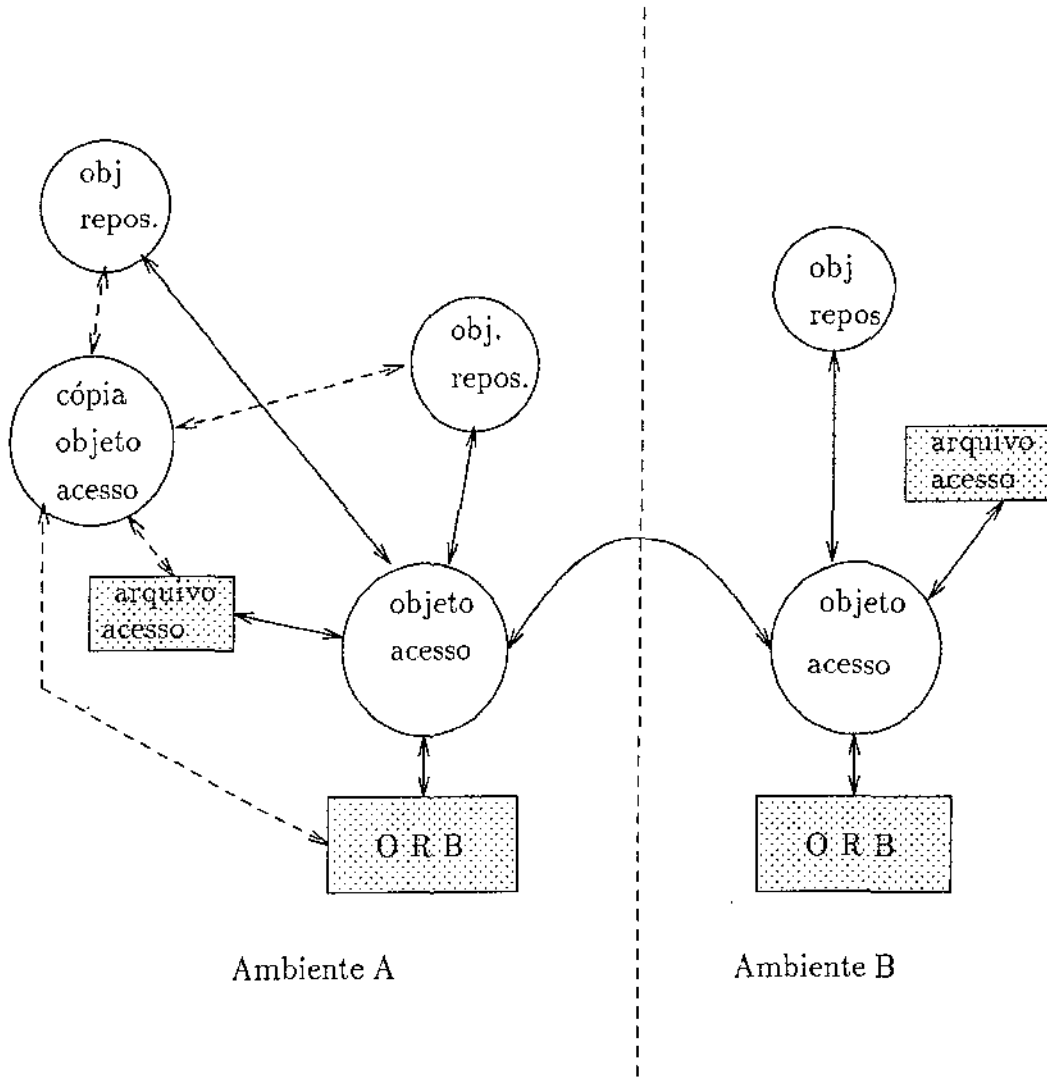 obj
repos.
obj.
repos.
cópia
objeto
acesso
arquivo
acesso
objeto
acesso
O R B
Ambiente A
obj
repos
arquivo
acesso
objeto
acesso
O R B
Ambiente B